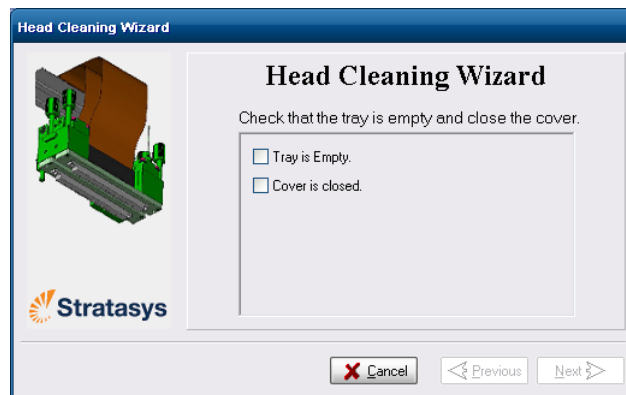 Head Cleaning Wizard
Head Cleaning Wizard
Check that the tray is empty and close the cover.
Tray is Empty.
Cover is closed.
Stratasys
Cancel
Previous
Next